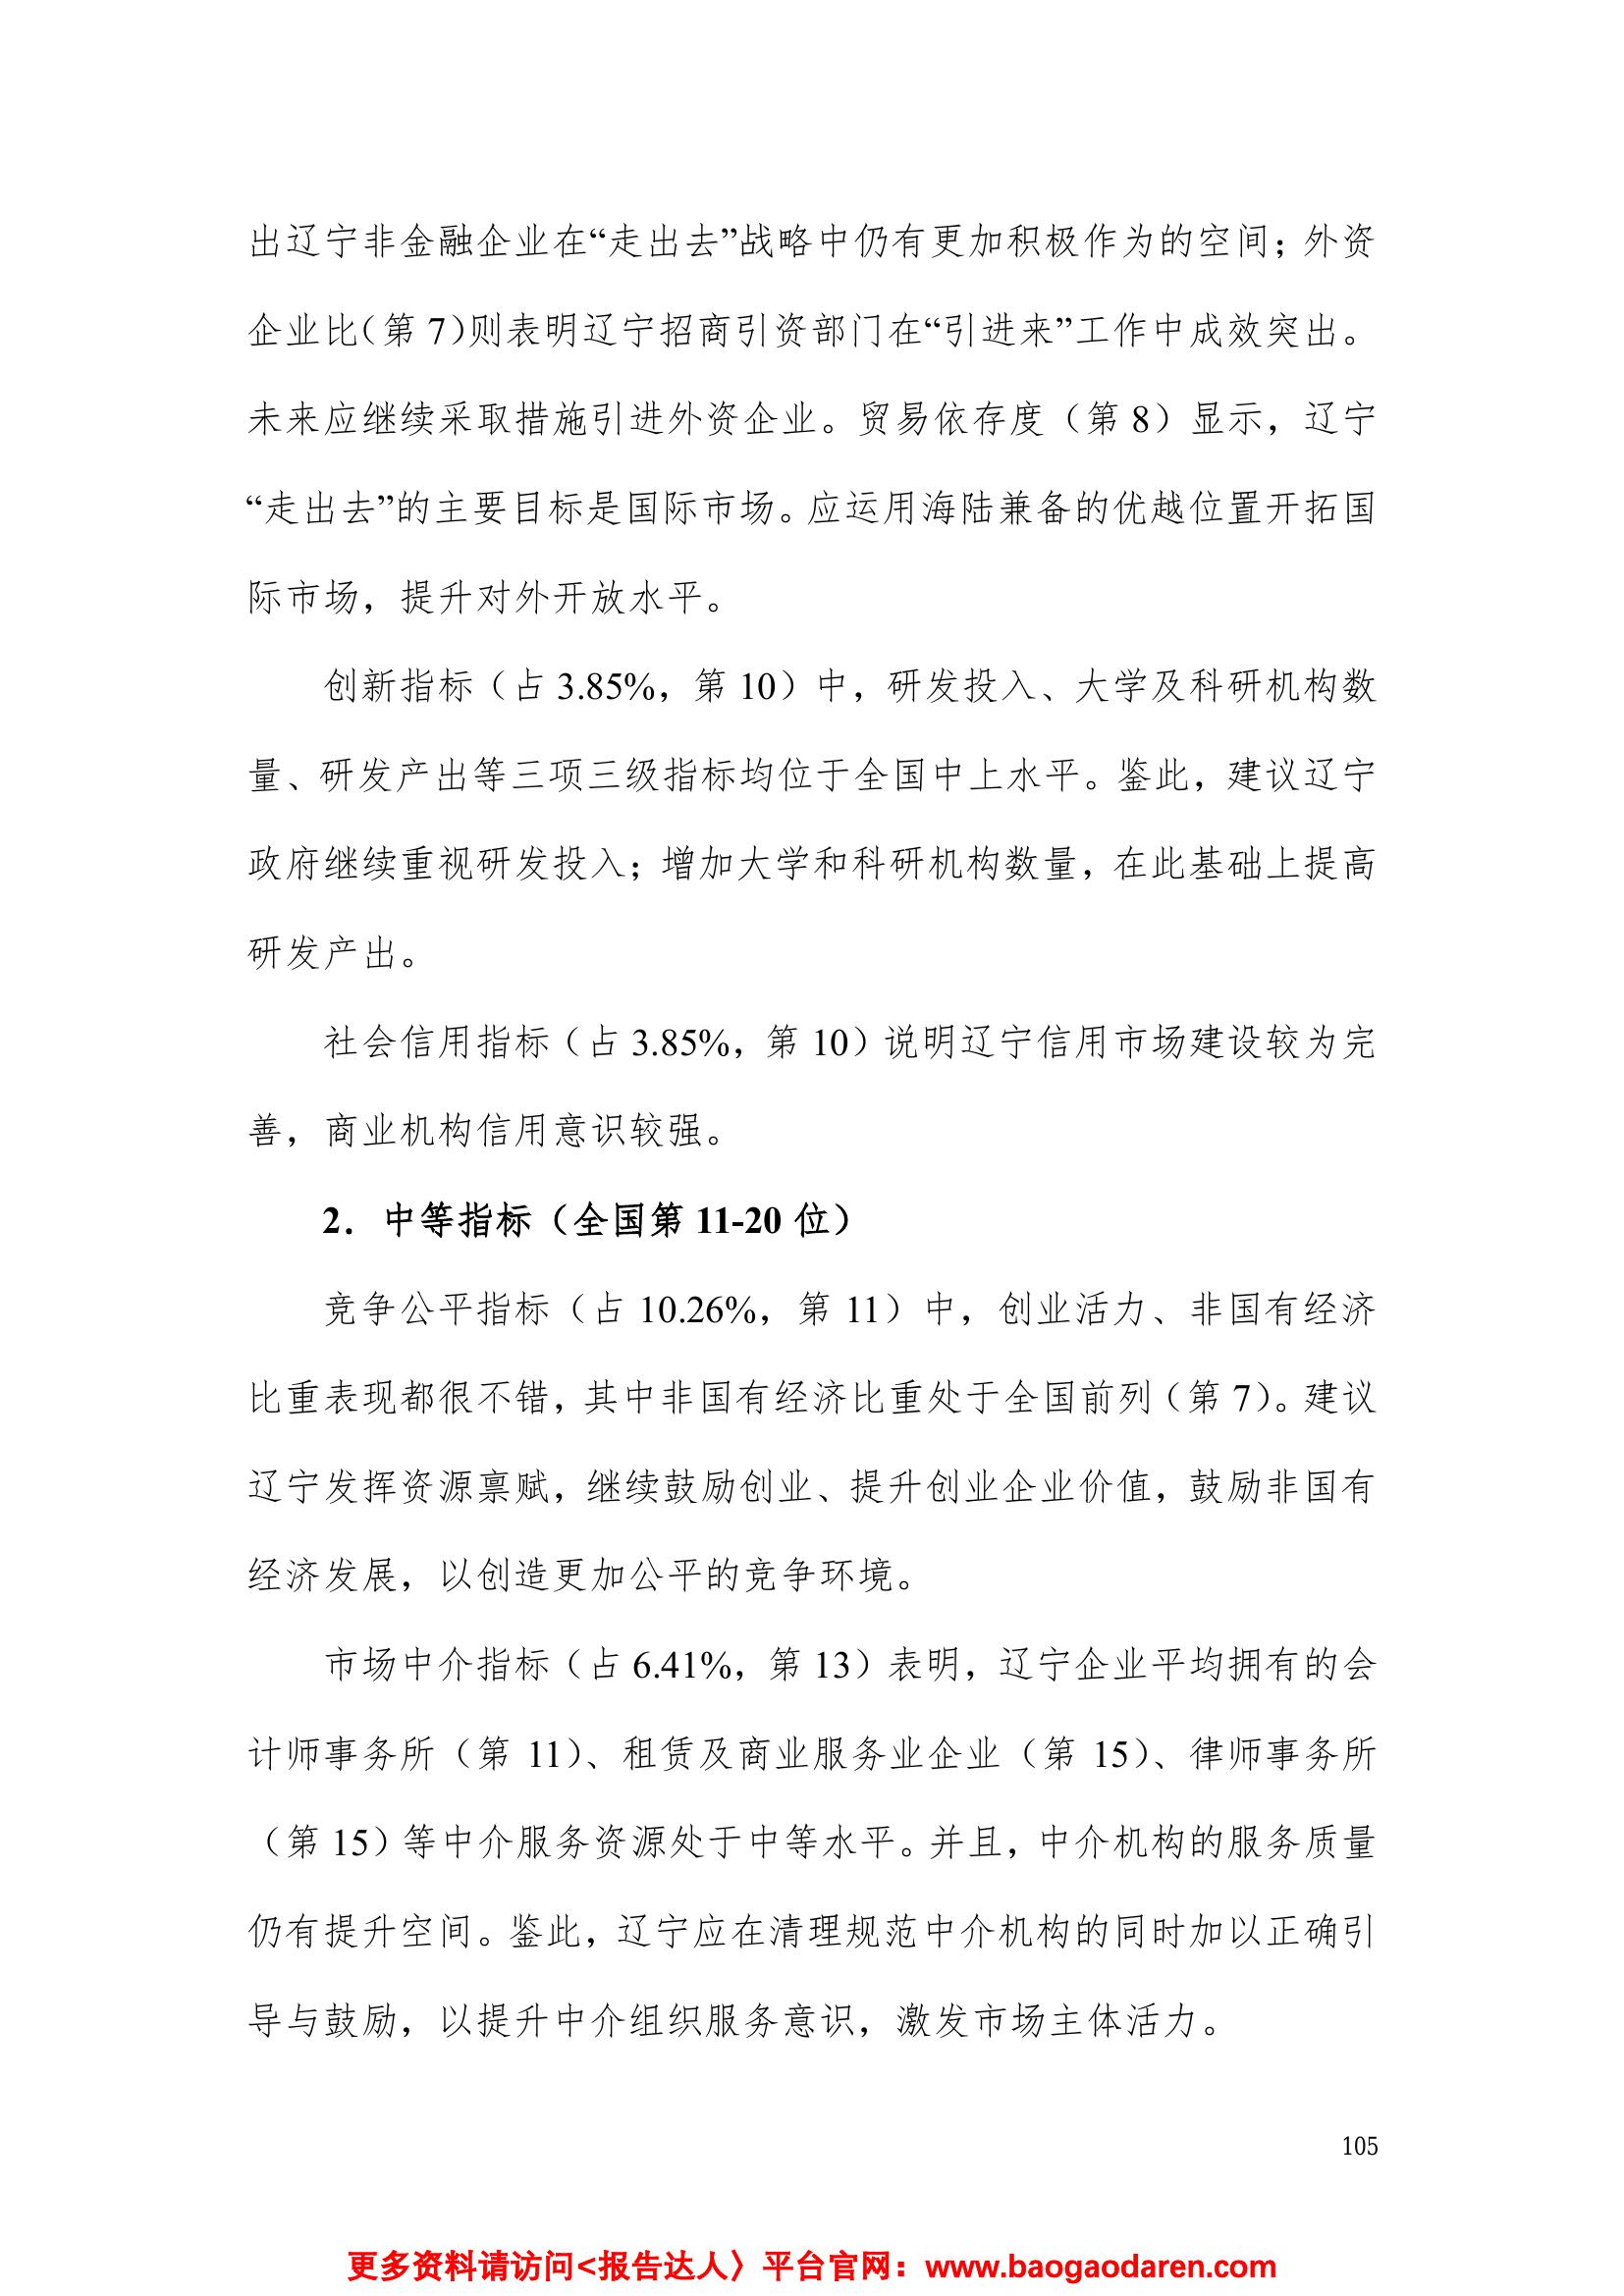 出辽宁非金融企业在“走出去”战略中仍有更加积极作为的空间；外资
企业比（第 7）则表明辽宁招商引资部门在“引进来”工作中成效突出。
未来应继续采取措施引进外资企业。贸易依存度（第 8）显示，辽宁
“走出去”的主要目标是国际市场。应运用海陆兼备的优越位置开拓国
际市场，提升对外开放水平。
创新指标（占 3.85%，第 10）中，研发投入、大学及科研机构数
量、研发产出等三项三级指标均位于全国中上水平。鉴此，建议辽宁
政府继续重视研发投入；增加大学和科研机构数量，在此基础上提高
研发产出。
社会信用指标（占 3.85%，第 10）说明辽宁信用市场建设较为完
善，商业机构信用意识较强。
2．中等指标（全国第 11-20 位）
竞争公平指标（占 10.26%，第 11）中，创业活力、非国有经济
比重表现都很不错，其中非国有经济比重处于全国前列（第 7）。建议
辽宁发挥资源禀赋，继续鼓励创业、提升创业企业价值，鼓励非国有
经济发展，以创造更加公平的竞争环境。
市场中介指标（占 6.41%，第 13）表明，辽宁企业平均拥有的会
计师事务所（第 11）、租赁及商业服务业企业（第 15）、律师事务所
（第 15）等中介服务资源处于中等水平。并且，中介机构的服务质量
仍有提升空间。鉴此，辽宁应在清理规范中介机构的同时加以正确引
导与鼓励，以提升中介组织服务意识，激发市场主体活力。
105
更多资料请访问<报告达人〉平台官网：www.baogaodaren.com